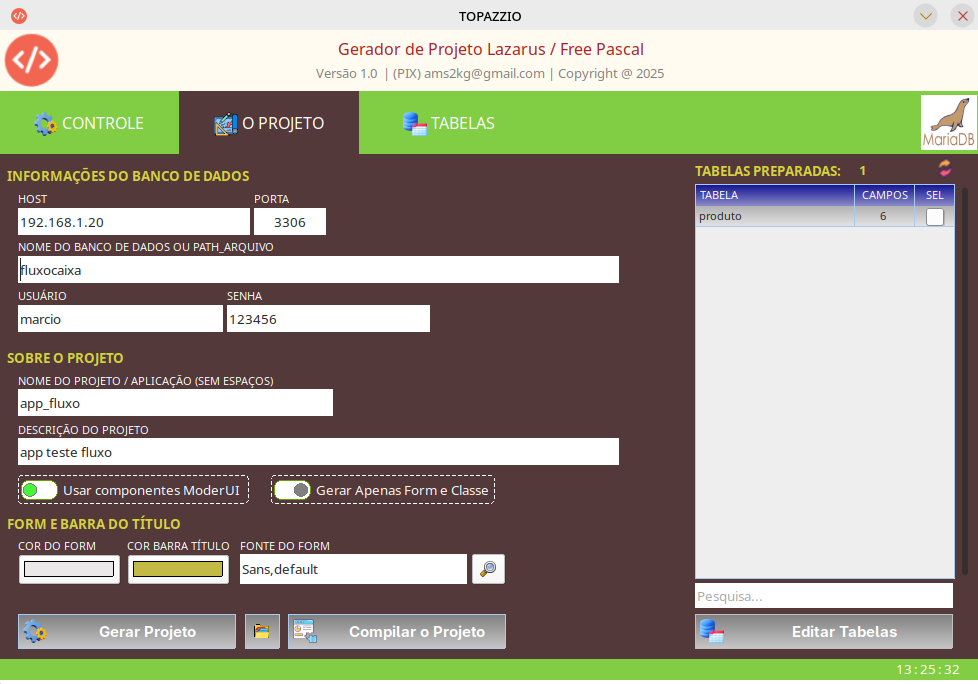 TOPAZZIO
Gerador de Projeto Lazarus / Free Pascal
Versão 1.0 | (PIX) ams2kg@gmail.com | Copyright @ 2025
CONTROLE
O PROJETO
TABELAS
MariaDB
INFORMAÇÕES DO BANCO DE DADOS
HOST PORTA
192.168.1.20 3306
NOME DO BANCO DE DADOS OU PATH_ARQUIVO
fluxocaixa
USUÁRIO SENHA
marcio 123456
SOBRE O PROJETO
NOME DO PROJETO / APLICAÇÃO (SEM ESPAÇOS)
app_fluxo
DESCRIÇÃO DO PROJETO
app teste fluxo
Usar componentes ModerUI Gerar Apenas Form e Classe
FORM E BARRA DO TÍTULO
COR DO FORM COR BARRA TÍTULO FONTE DO FORM
Sans,default
Gerar Projeto Compilar o Projeto
TABELAS PREPARADAS: 1
TABELA CAMPOS SEL
produto 6
Pesquisa...
Editar Tabelas
13:25:32